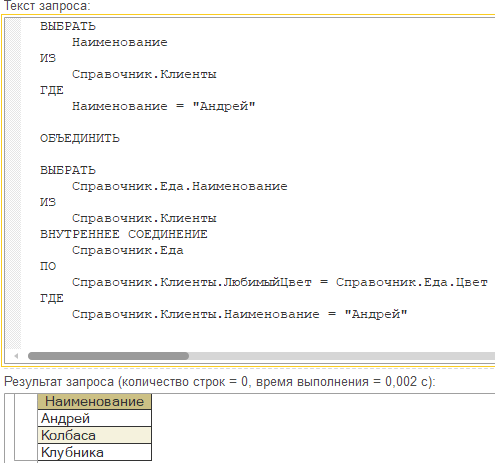 Текст запроса:
ВЫБРАТЬ
Наименование
ИЗ
Справочник.Клиенты
ГДЕ
Наименование = "Андрей"
ОБЪЕДИНИТЬ
ВЫБРАТЬ
Справочник.Еда.Наименование
ИЗ
Справочник.Клиенты
ВНУТРЕННЕЕ СОЕДИНЕНИЕ
Справочник.Еда
ПО
Справочник.Клиенты.ЛюбимыйЦвет = Справочник.Еда.Цвет
ГДЕ
Справочник.Клиенты.Наименование = "Андрей"
Результат запроса (количество строк = 0, время выполнения = 0,002 с):
Наименование
Андрей
Колбаса
Клубника